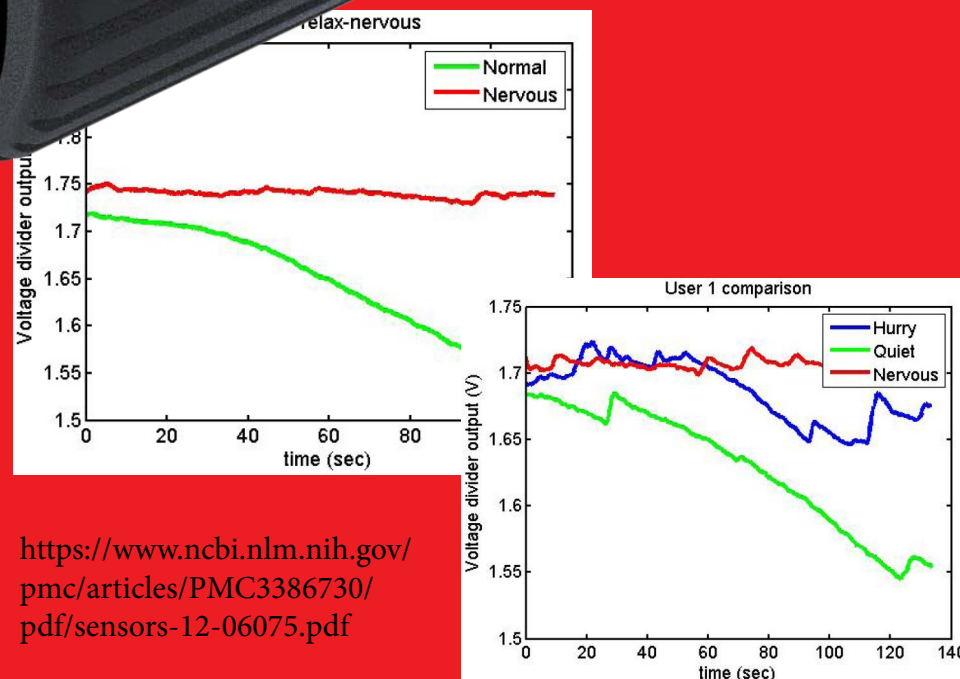 relax-nervous
Normal
Nervous
1.8
1.75
1.7
1.65
1.6
1.55
1.5
0 20 40 60 80
time (sec)
Voltage divider output
User 1 comparison
Hurry
Quiet
Nervous
1.75
1.7
1.65
1.6
1.55
1.5
0 20 40 60 80 100 120 140
time (sec)
Voltage divider output (V)
https://www.ncbi.nlm.nih.gov/
pmc/articles/PMC3386730/
pdf/sensors-12-06075.pdf